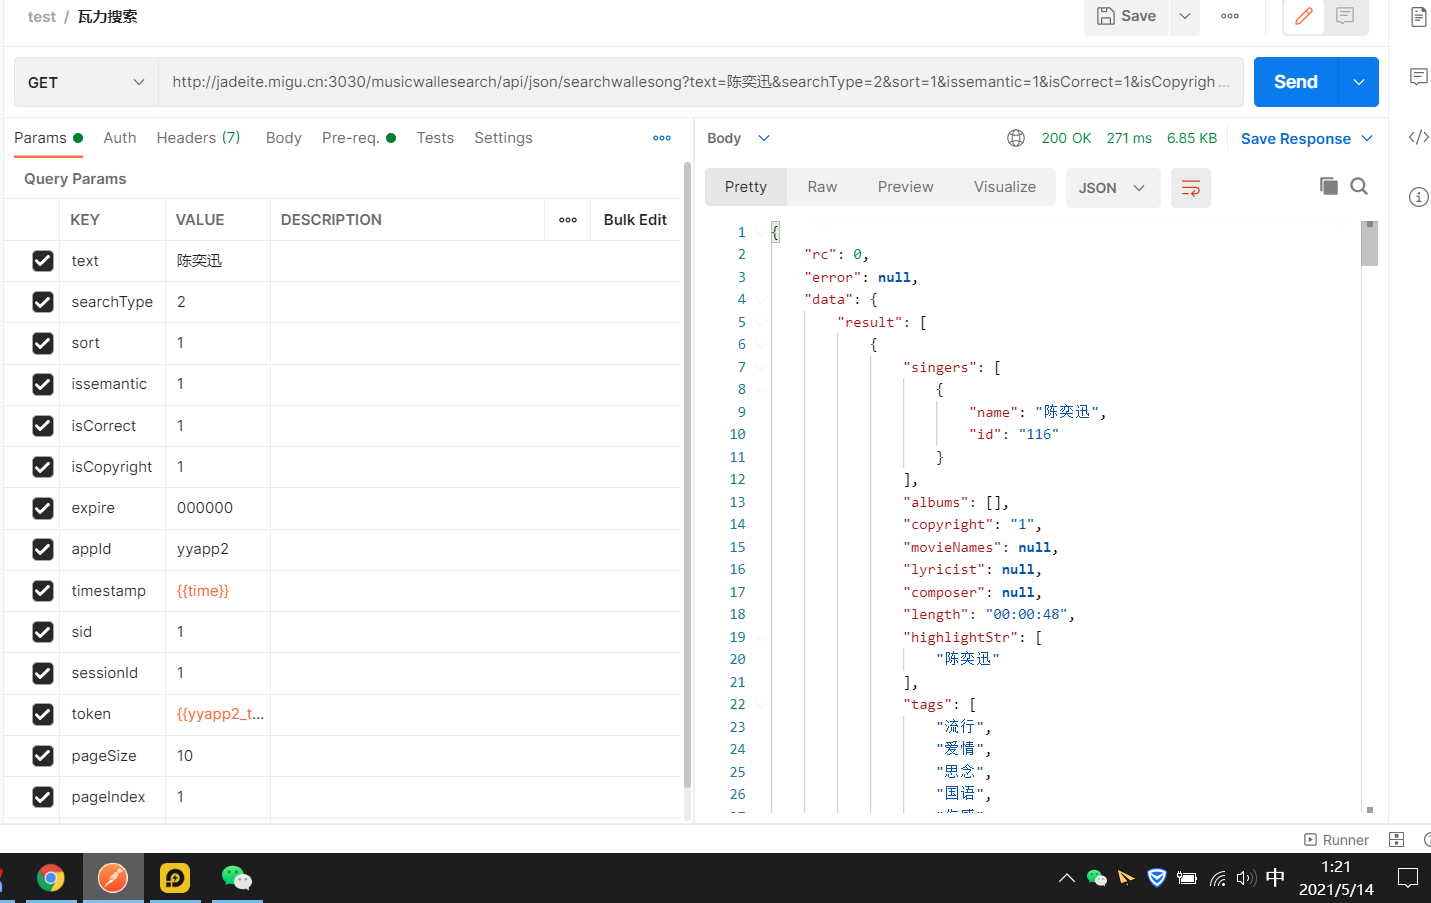 test / 瓦力搜索
Save
GET
http://jadeite.migu.cn:3030/musicwallesearch/api/json/searchwallesong?text=陈奕迅&searchType=2&sort=1&issemantic=1&isCorrect=1&isCopyrigh ...
Send
Params Auth Headers (7) Body Pre-req. Tests Settings
Query Params
KEY VALUE DESCRIPTION Bulk Edit
text 陈奕迅
searchType 2
sort 1
issemantic 1
isCorrect 1
isCopyright 1
expire 000000
appId yyapp2
timestamp {{time}}
sid 1
sessionId 1
token {{yyapp2_t...
pageSize 10
pageIndex 1
Body 200 OK 271 ms 6.85 KB Save Response
Pretty Raw Preview Visualize JSON
1 {
2 "rc": 0,
3 "error": null,
4 "data": {
5 "result": [
6 {
7 "singers": [
8 {
9 "name": "陈奕迅",
10 "id": "116"
11 }
12 ],
13 "albums": [],
14 "copyright": "1",
15 "movieNames": null,
16 "lyricist": null,
17 "composer": null,
18 "length": "00:00:48",
19 "highlightStr": [
20 "陈奕迅"
21 ],
22 "tags": [
23 "流行",
24 "爱情",
25 "思念",
26 "国语",
Runner
中
1:21
2021/5/14